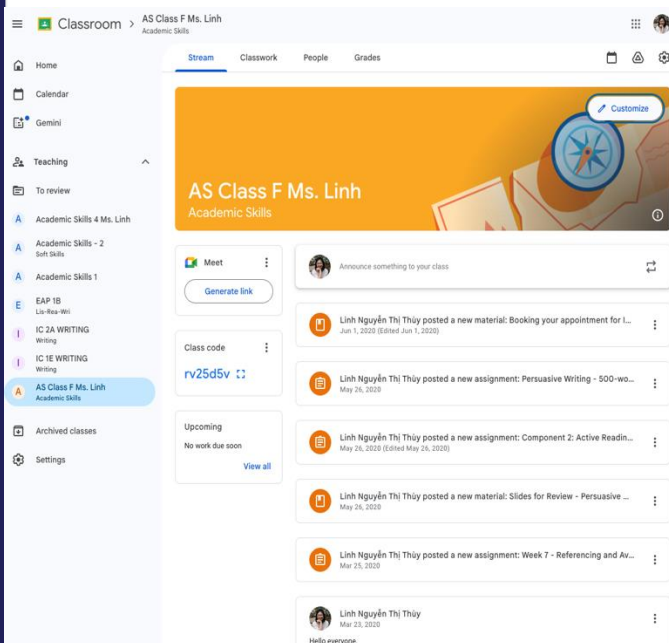 Classroom > AS Class F Ms. Linh
Academic Skills
Stream Classwork People Grades
Home
Calendar
Gemini
Teaching
To review
A Academic Skills 4 Ms. Linh
A Academic Skills - 2
Soft Skills
A Academic Skills 1
E EAP 1B
Lis-Rea-Wri
I IC 2A WRITING
Writing
I IC 1E WRITING
Writing
A AS Class F Ms. Linh
Academic Skills
Archived classes
Settings
Customize
AS Class F Ms. Linh
Academic Skills
Meet
Generate link
Class code
rv25d5v
Upcoming
No work due soon
View all
Announce something to your class
Linh Nguyễn Thị Thùy posted a new material: Booking your appointment for I...
Jun 1, 2020 (Edited Jun 1, 2020)
Linh Nguyễn Thị Thùy posted a new assignment: Persuasive Writing - 500-wo...
May 26, 2020
Linh Nguyễn Thị Thùy posted a new assignment: Component 2: Active Readin...
May 26, 2020 (Edited May 26, 2020)
Linh Nguyễn Thị Thùy posted a new material: Slides for Review - Persuasive ...
May 26, 2020
Linh Nguyễn Thị Thùy posted a new assignment: Week 7 - Referencing and Av...
Mar 25, 2020
Linh Nguyễn Thị Thùy
Mar 23, 2020
Hello everyone,